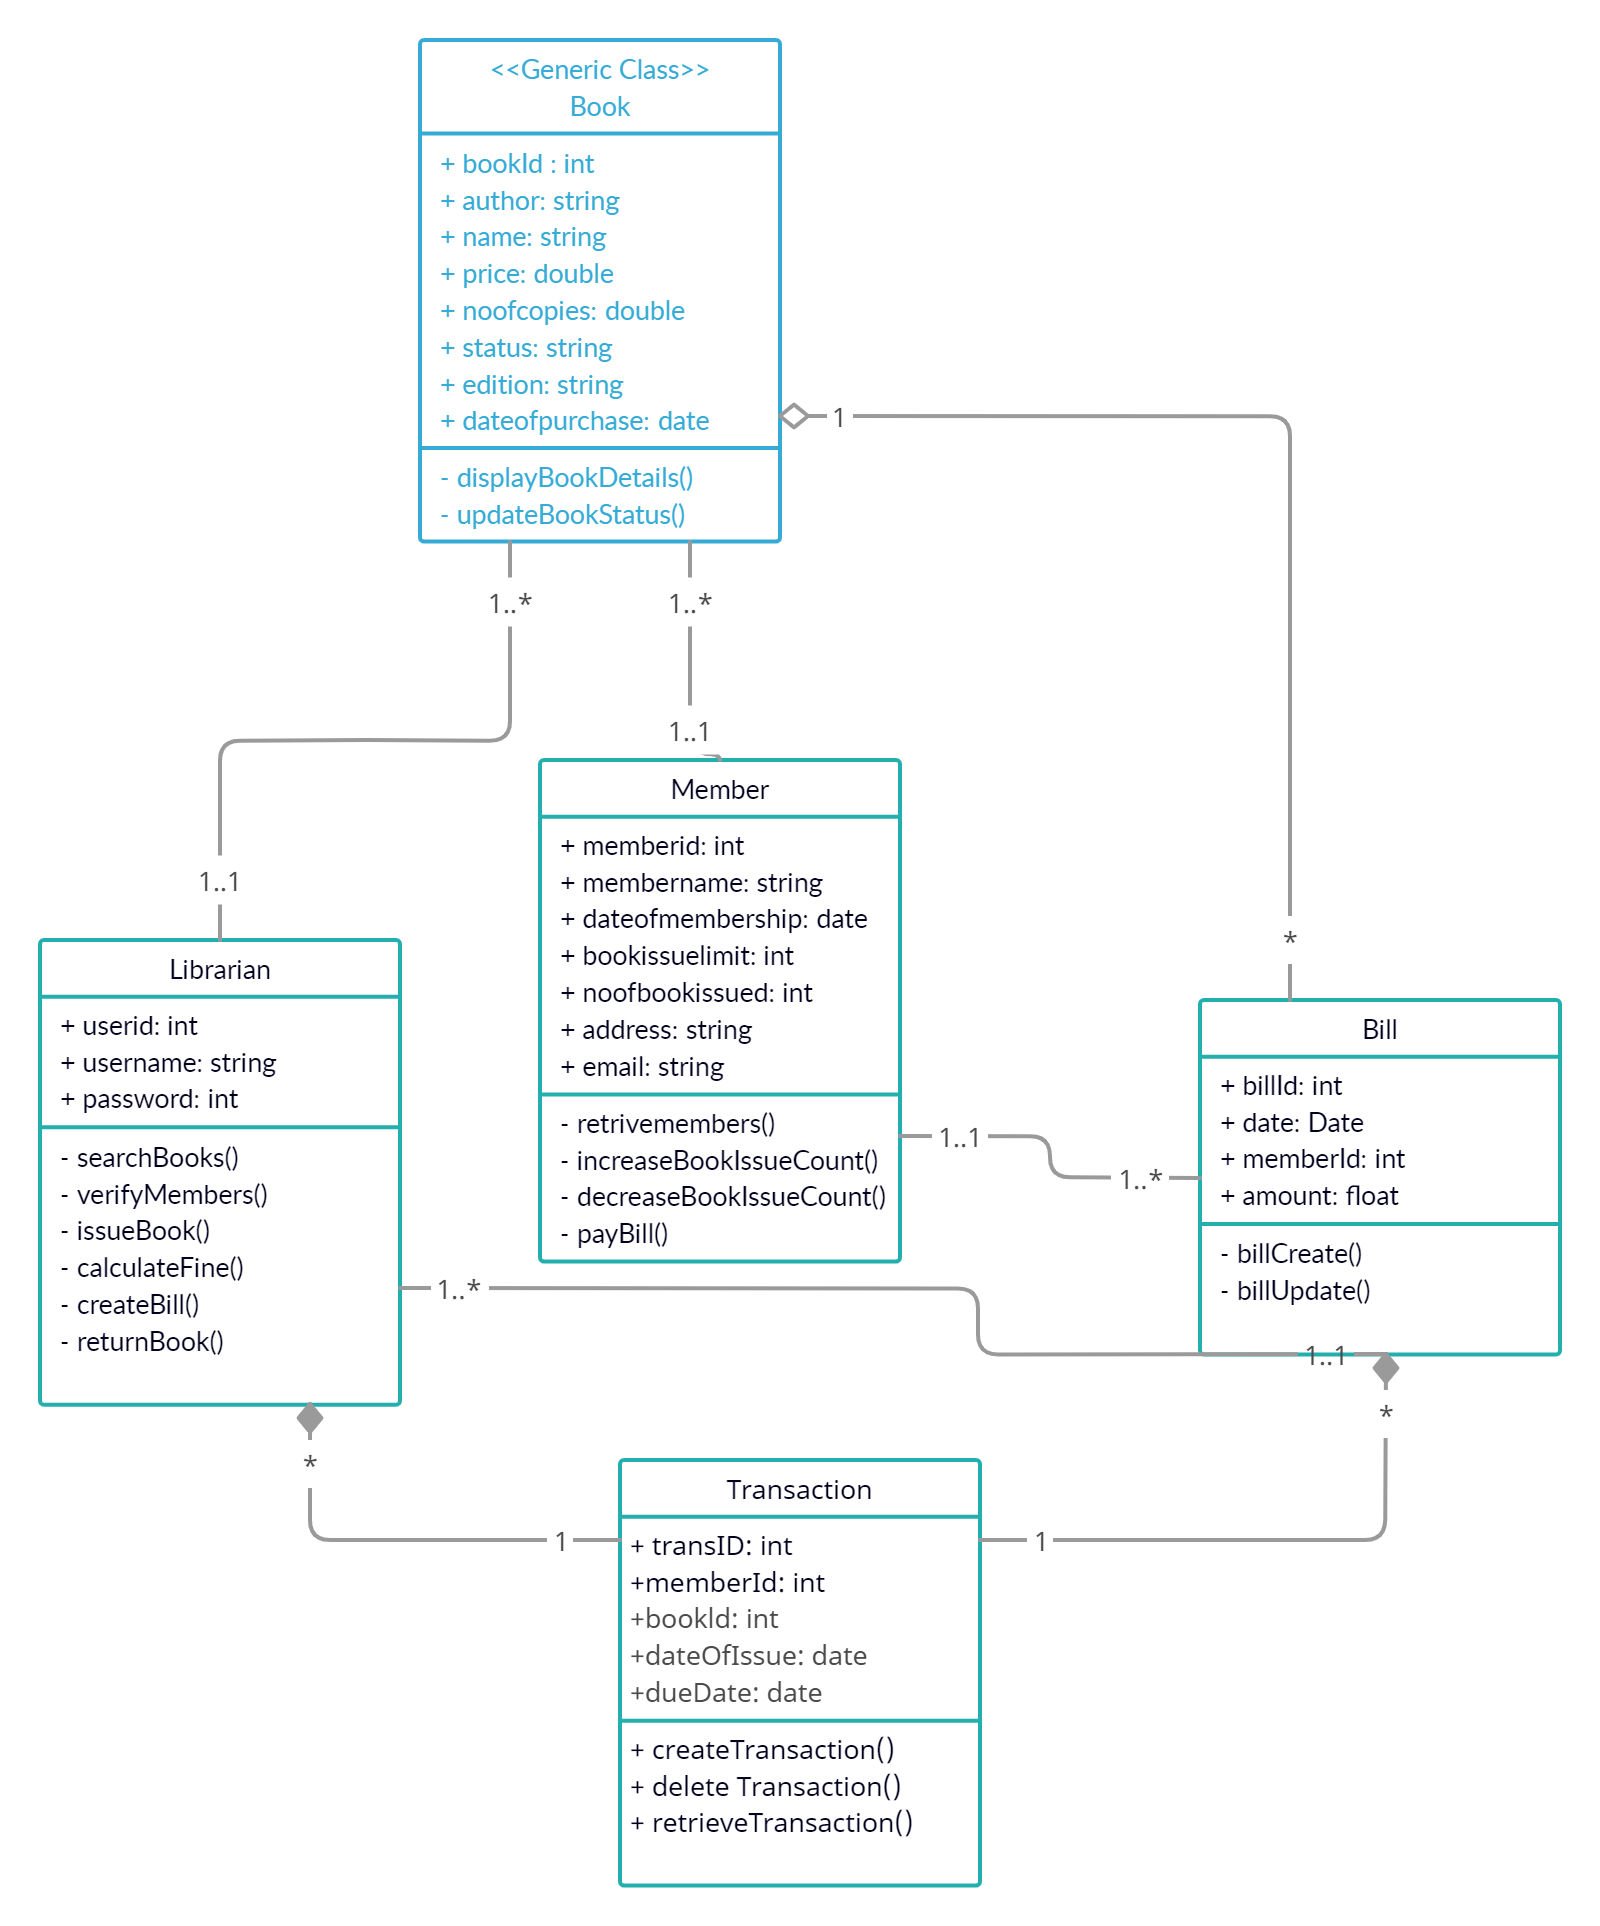 <<Generic Class>>
Book
+ bookId : int
+ author: string
+ name: string
+ price: double
+ noofcopies: double
+ status: string
+ edition: string
+ dateofpurchase: date
- displayBookDetails()
- updateBookStatus()
1
1..*
1..*
1..1
Member
+ memberid: int
+ membername: string
+ dateofmembership: date
+ bookissuelimit: int
+ noofbookissued: int
+ address: string
+ email: string
- retrivemembers()
- increaseBookIssueCount()
- decreaseBookIssueCount()
- payBill()
1..1
Librarian
+ userid: int
+ username: string
+ password: int
- searchBooks()
- verifyMembers()
- issueBook()
- calculateFine()
- createBill()
- returnBook()
*
Bill
+ billId: int
+ date: Date
+ memberId: int
+ amount: float
- billCreate()
- billUpdate()
1..1
1..*
1..*
1..1
*
*
1
1
Transaction
+ transID: int
+memberId: int
+bookId: int
+dateOfIssue: date
+dueDate: date
+ createTransaction()
+ delete Transaction()
+ retrieveTransaction()